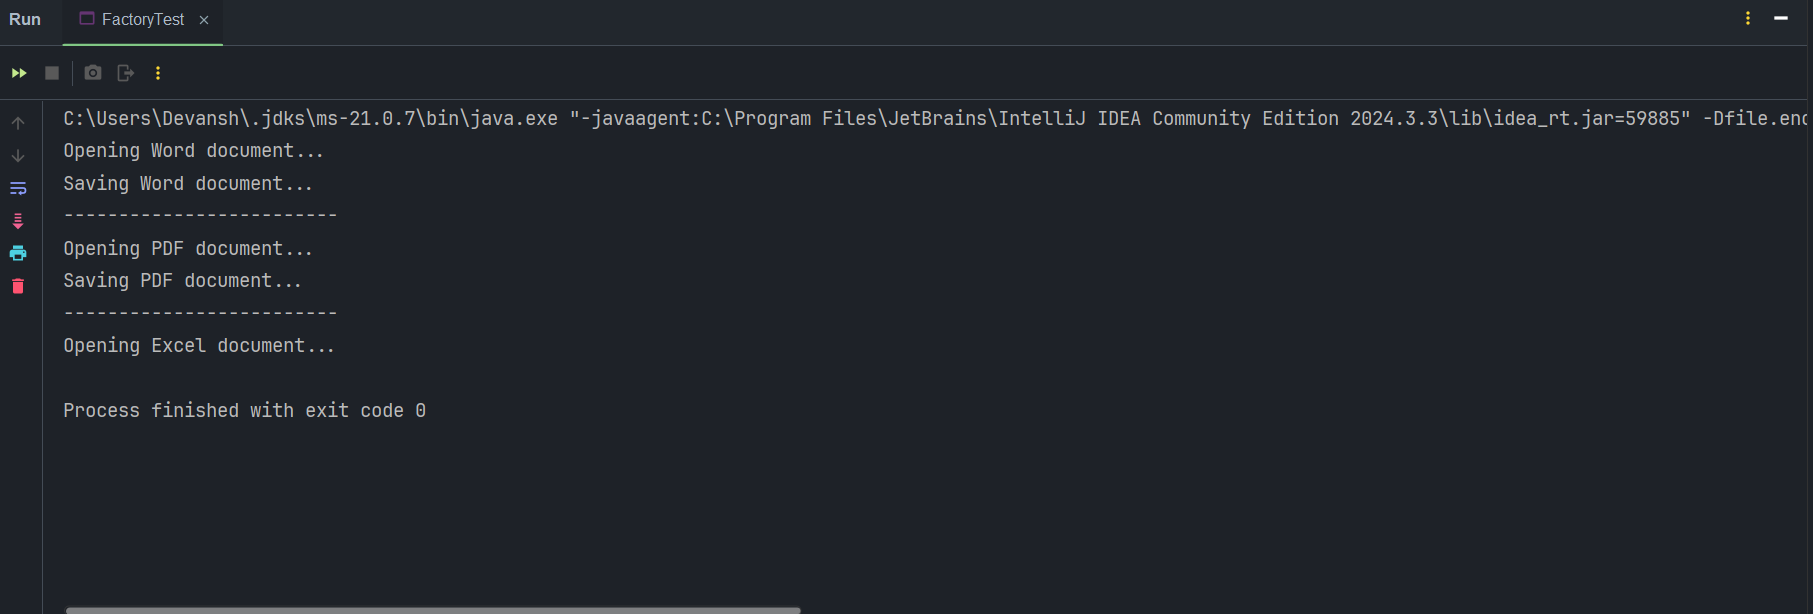 Run FactoryTest
C:\Users\Devansh\.jdks\ms-21.0.7\bin\java.exe "-javaagent:C:\Program Files\JetBrains\IntelliJ IDEA Community Edition 2024.3.3\lib\idea_rt.jar=59885" -Dfile.enc
Opening Word document...
Saving Word document...
-------------------------
Opening PDF document...
Saving PDF document...
-------------------------
Opening Excel document...
Process finished with exit code 0